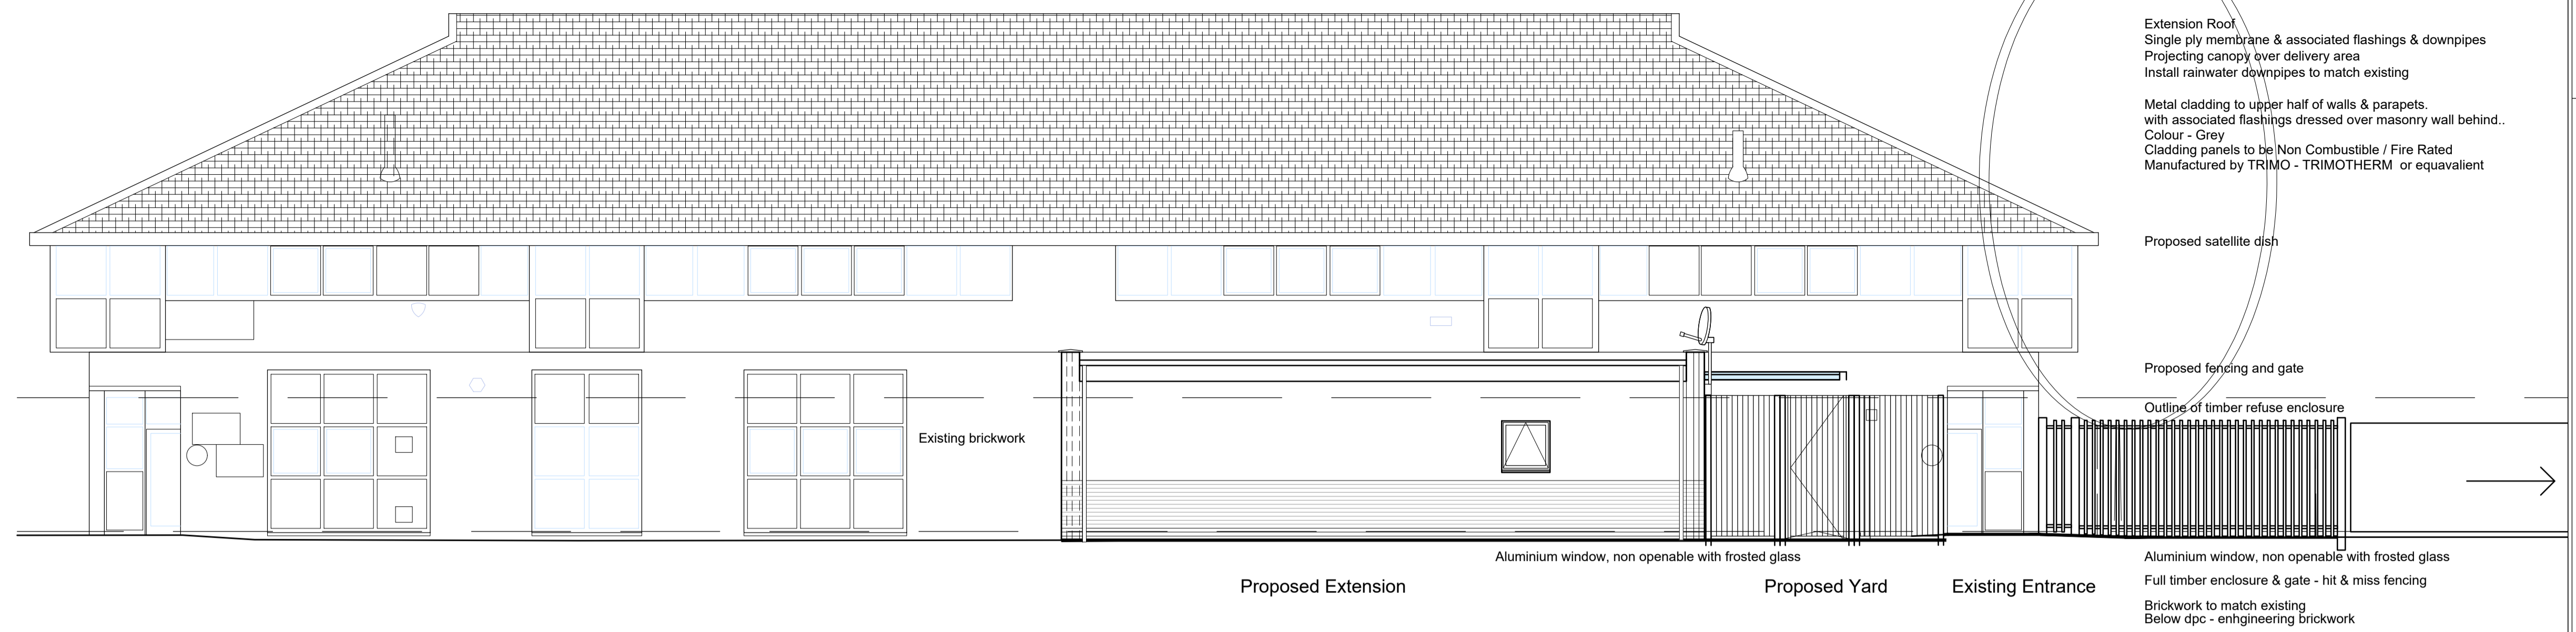 Extension Roof
Single ply membrane & associated flashings & downpipes
Projecting canopy over delivery area
Install rainwater downpipes to match existing
Metal cladding to upper half of walls & parapets.
with associated flashings dressed over masonry wall behind..
Colour - Grey
Cladding panels to be Non Combustible / Fire Rated
Manufactured by TRIMO - TRIMOTHERM or equavalient
Proposed satellite dish
Proposed fencing and gate
Outline of timber refuse enclosure
Existing brickwork
Aluminium window, non openable with frosted glass
Aluminium window, non openable with frosted glass
Proposed Extension
Proposed Yard
Existing Entrance
Full timber enclosure & gate - hit & miss fencing
Brickwork to match existing
Below dpc - enhgineering brickwork